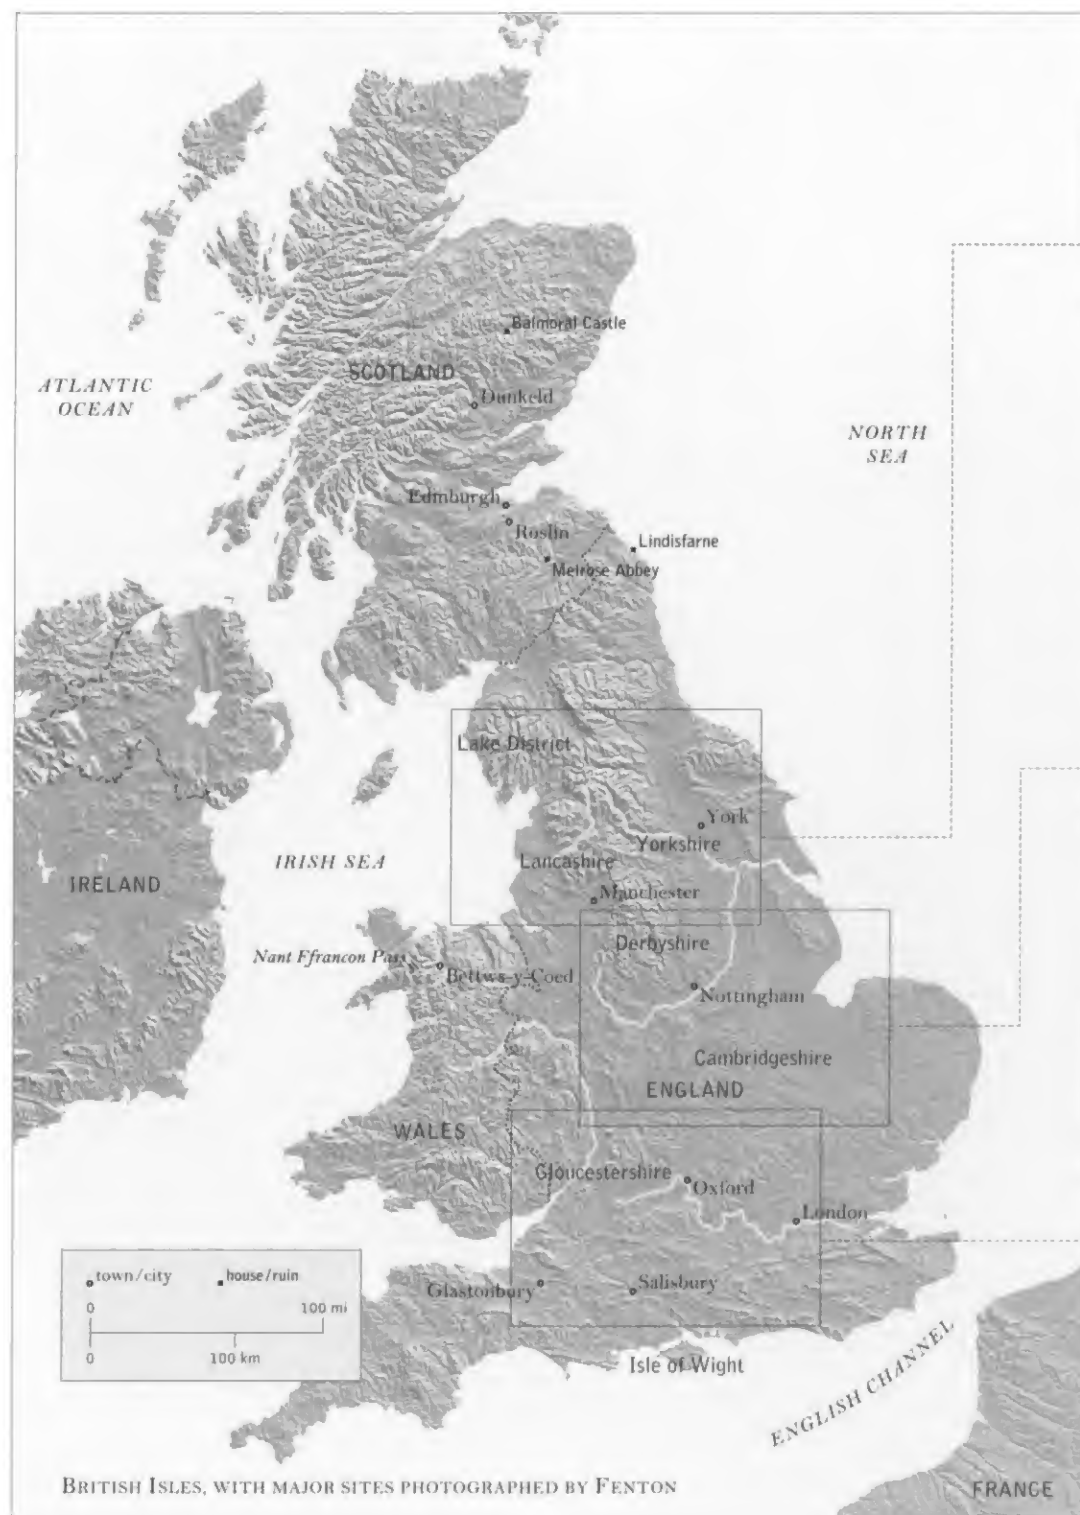 Balmoral Castle
SCOTLAND
ATLANTIC
OCEAN
Dunkeld
NORTH
SEA
Edinburgh
Roslin
Lindisfarne
Melrose Abbey
Lake District
York
Yorkshire
IRISH SEA
Lancashire
IRELAND
Manchester
Derbyshire
Nant Ffrancon Pass
Bettws-y-Coed
Nottingham
Cambridgeshire
ENGLAND
WALES
Gloucestershire
Oxford
London
town/city
house/ruin
Glastonbury
Salisbury
0
100 mi
0
100 km
Isle of Wight
ENGLISH CHANNEL
BRITISH ISLES, WITH MAJOR SITES PHOTOGRAPHED BY FENTON
FRANCE